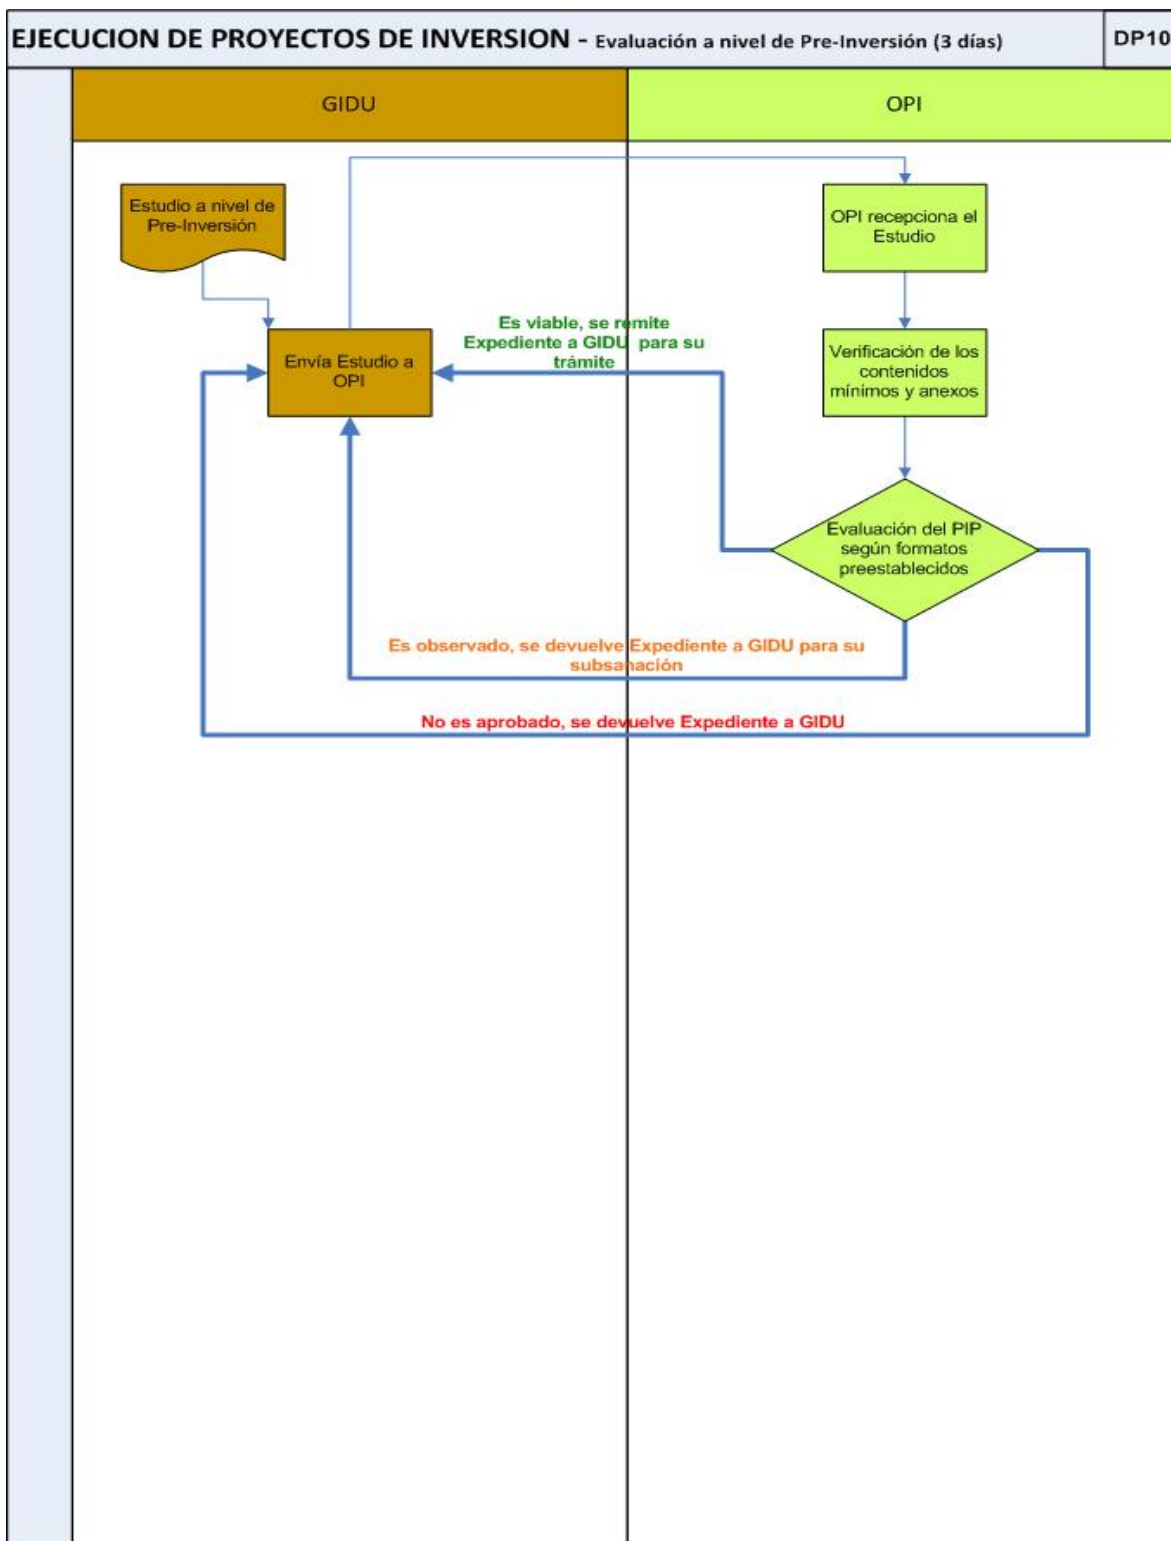 EJECUCION DE PROYECTOS DE INVERSION - Evaluación a nivel de Pre-Inversión (3 días)
DP10
GIDU
OPI
Estudio a nivel de
Pre-Inversión
OPI recepciona el
Estudio
Es viable, se remite
Expediente a GIDU para su
trámite
Envía Estudio a
OPI
Verificación de los
contenidos
mínimos y anexos
Evaluación del PIP
según formatos
preestablecidos
Es observado, se devuelve Expediente a GIDU para su
subsanación
No es aprobado, se devuelve Expediente a GIDU